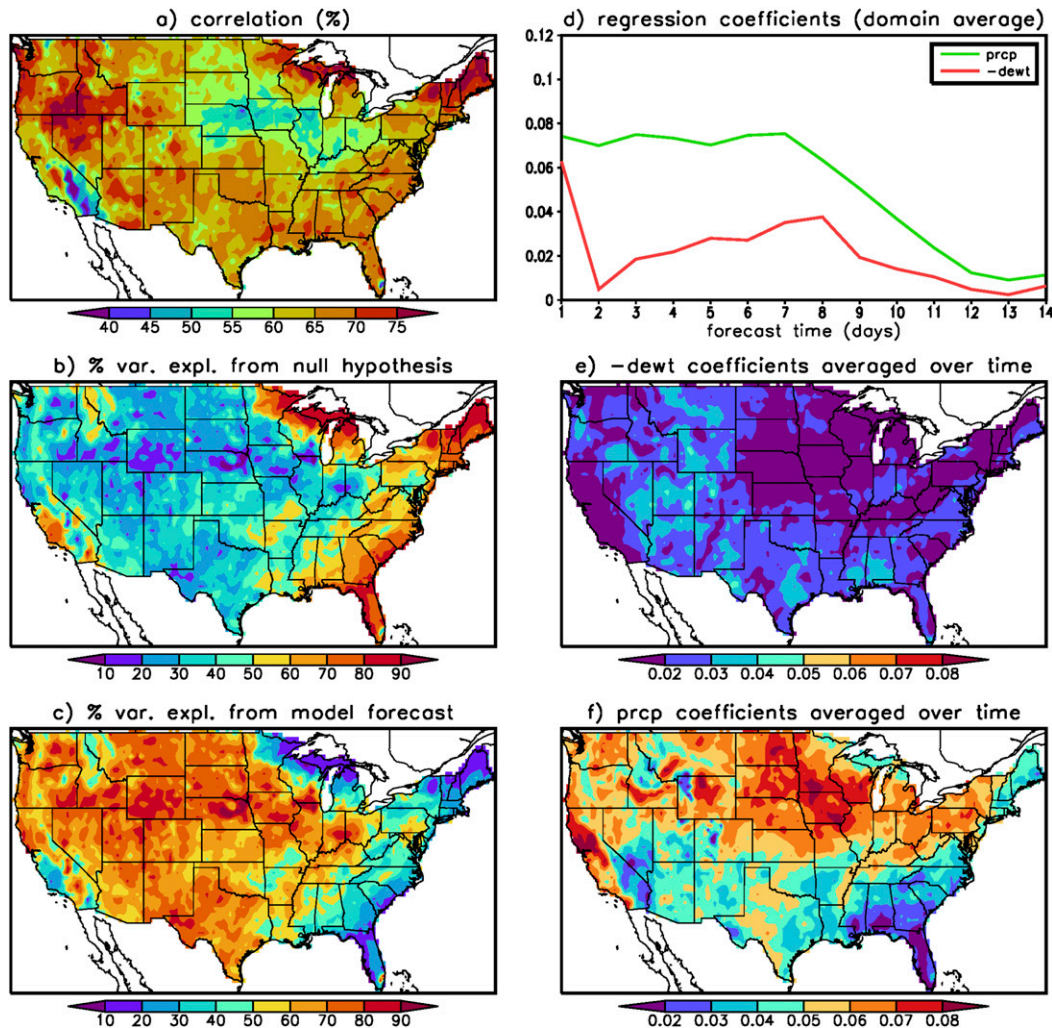 a) correlation (%)
40 45 50 55 60 65 70 75
b) % var. expl. from null hypothesis
10 20 30 40 50 60 70 80 90
c) % var. expl. from model forecast
10 20 30 40 50 60 70 80 90
d) regression coefficients (domain average)
0.12
0.1
0.08
0.06
0.04
0.02
0
prcp
-dewt
1 2 3 4 5 6 7 8 9 10 11 12 13 14
forecast time (days)
e) -dewt coefficients averaged over time
0.02 0.03 0.04 0.05 0.06 0.07 0.08
f) prcp coefficients averaged over time
0.02 0.03 0.04 0.05 0.06 0.07 0.08